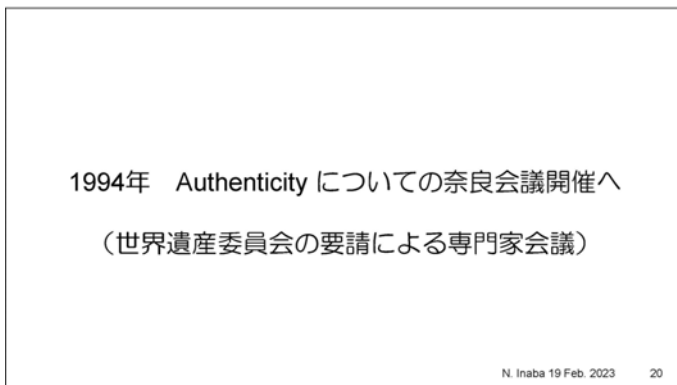 1994年　Authenticity についての奈良会議開催へ
（世界遺産委員会の要請による専門家会議）
N. Inaba 19 Feb. 2023　20